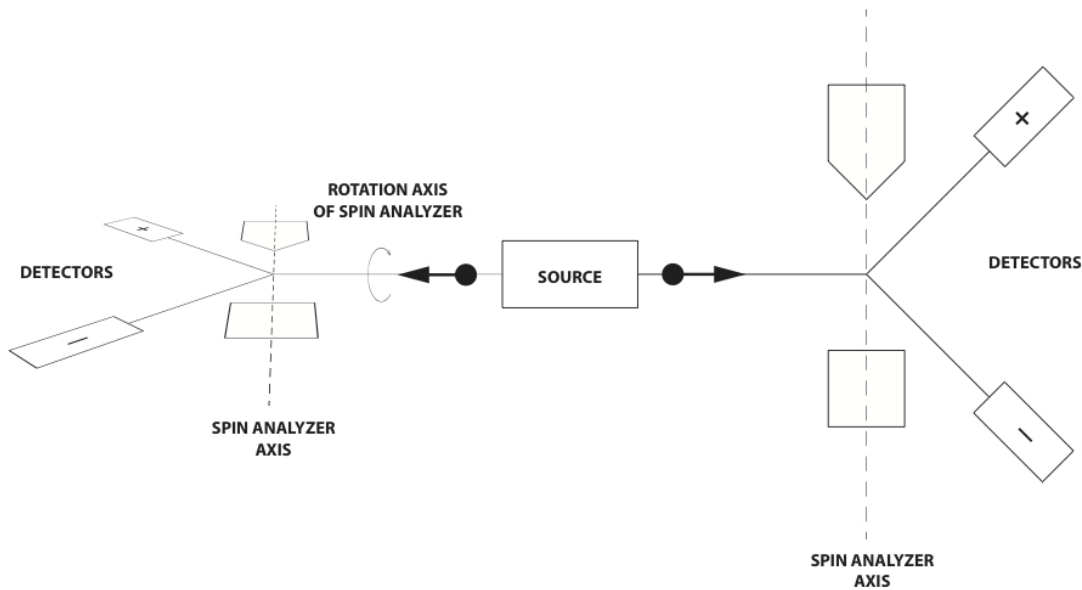 ROTATION AXIS
OF SPIN ANALYZER
+
×
DETECTORS
SOURCE
DETECTORS
−
−
SPIN ANALYZER
AXIS
SPIN ANALYZER
AXIS